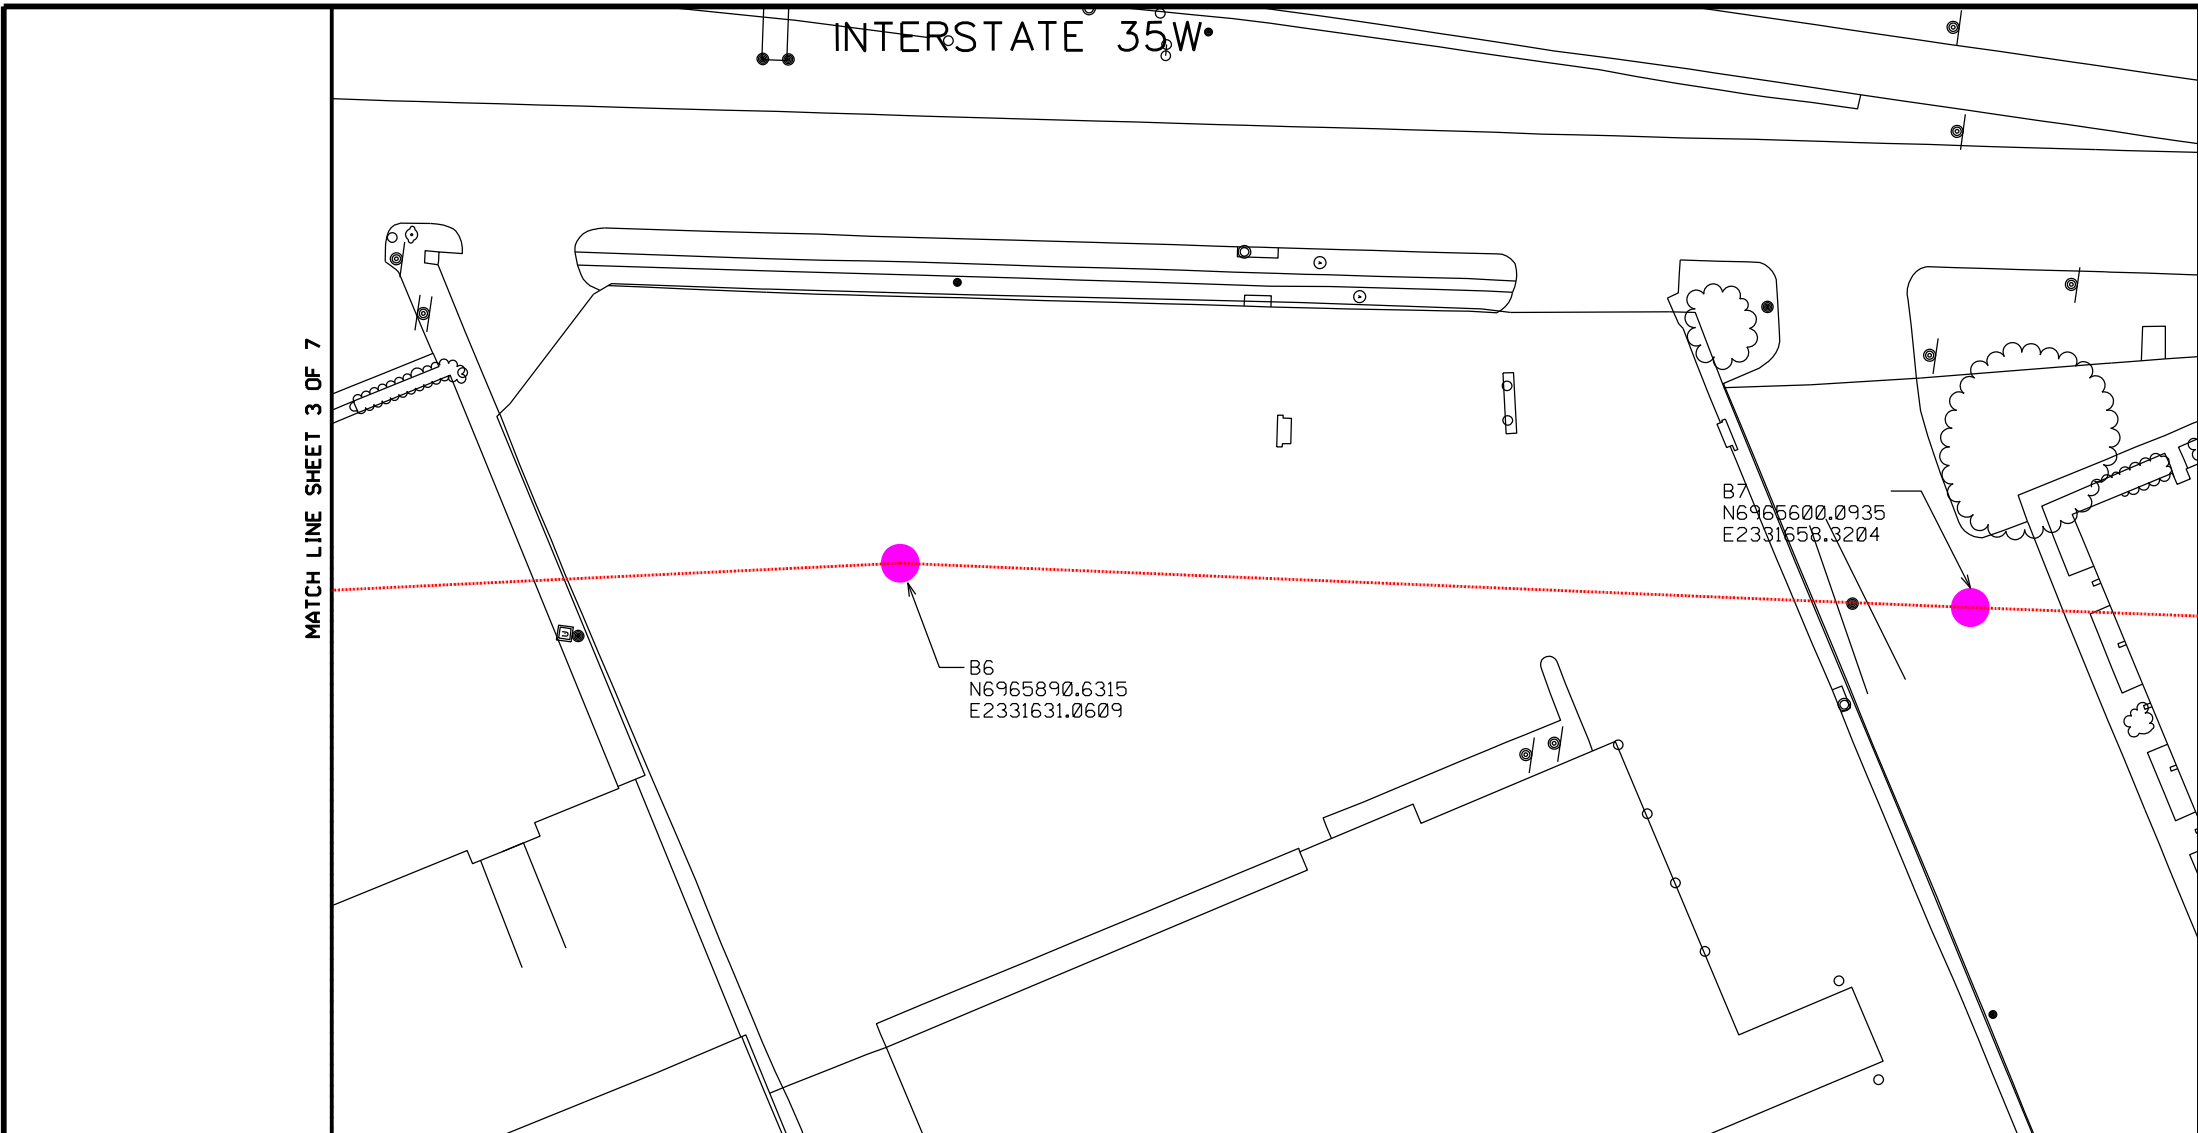 INTERSTATE 35W
MATCH LINE SHEET 3 OF 7
B7
N6965600.0935
E2331658.3204
B6
N6965890.6315
E2331631.0609